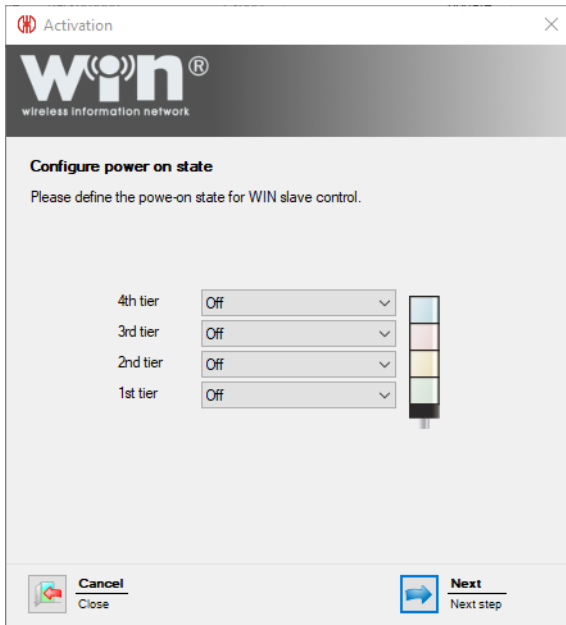 Activation
WIN®
wireless information network
Configure power on state
Please define the powe-on state for WIN slave control.
4th tier Off
3rd tier Off
2nd tier Off
1st tier Off
Cancel
Close
Next
Next step